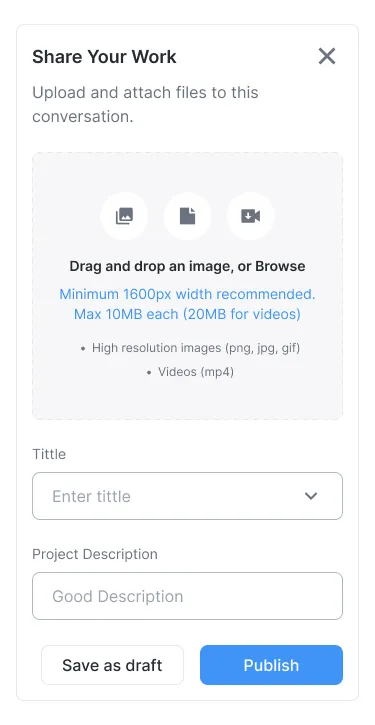 Share Your Work
Upload and attach files to this
conversation.
Drag and drop an image, or Browse
Minimum 1600px width recommended.
Max 10MB each (20MB for videos)
• High resolution images (png, jpg, gif)
• Videos (mp4)
Tittle
Enter tittle
Project Description
Good Description
Save as draft
Publish